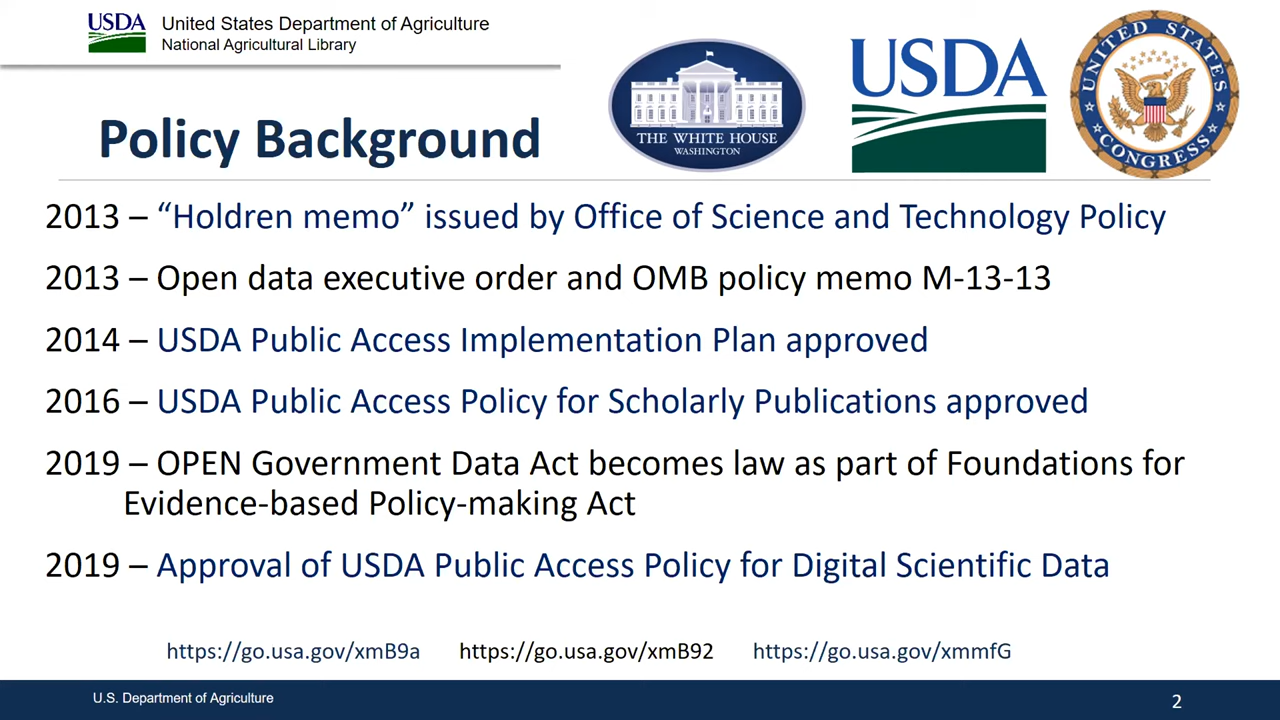 USDA
United States Department of Agriculture
National Agricultural Library
THE WHITE HOUSE
WASHINGTON
USDA
UNITED STATES
CONGRESS
Policy Background
2013 – “Holdren memo” issued by Office of Science and Technology Policy
2013 – Open data executive order and OMB policy memo M-13-13
2014 – USDA Public Access Implementation Plan approved
2016 – USDA Public Access Policy for Scholarly Publications approved
2019 – OPEN Government Data Act becomes law as part of Foundations for
Evidence-based Policy-making Act
2019 – Approval of USDA Public Access Policy for Digital Scientific Data
https://go.usa.gov/xmB9a https://go.usa.gov/xmB92 https://go.usa.gov/xmmfG
U.S. Department of Agriculture
2